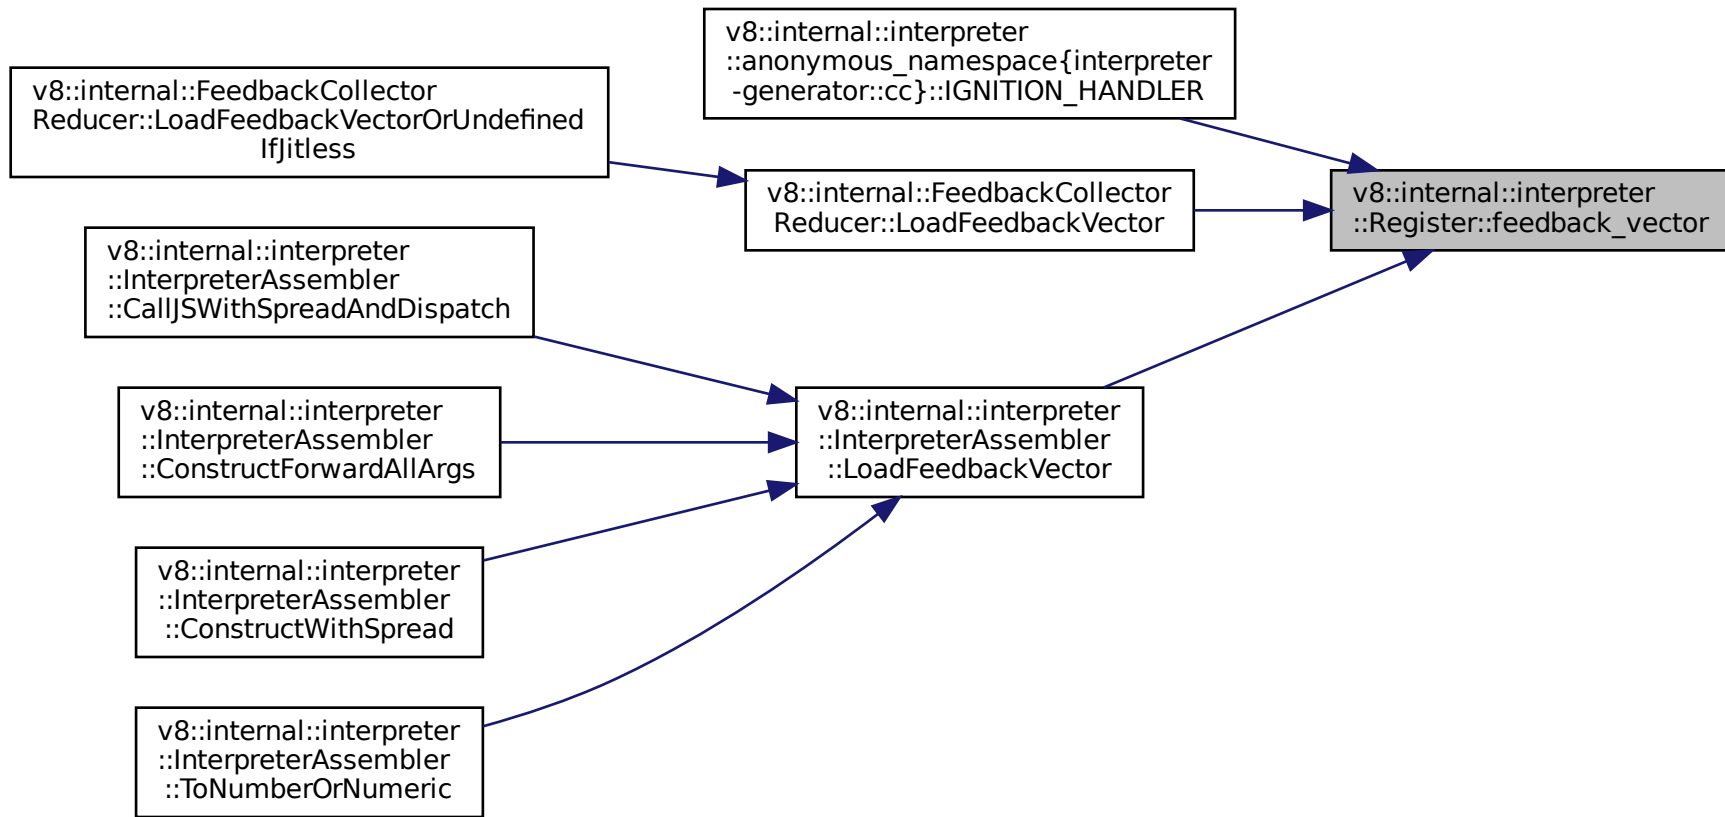 v8::internal::interpreter
::anonymous_namespace{interpreter
-generator::cc}::IGNITION_HANDLER
v8::internal::FeedbackCollector
Reducer::LoadFeedbackVectorOrUndefined
IfJitless
v8::internal::FeedbackCollector
Reducer::LoadFeedbackVector
v8::internal::interpreter
::Register::feedback_vector
v8::internal::interpreter
::InterpreterAssembler
::CallJSWithSpreadAndDispatch
v8::internal::interpreter
::InterpreterAssembler
::ConstructForwardAllArgs
v8::internal::interpreter
::InterpreterAssembler
::LoadFeedbackVector
v8::internal::interpreter
::InterpreterAssembler
::ConstructWithSpread
v8::internal::interpreter
::InterpreterAssembler
::ToNumberOrNumeric